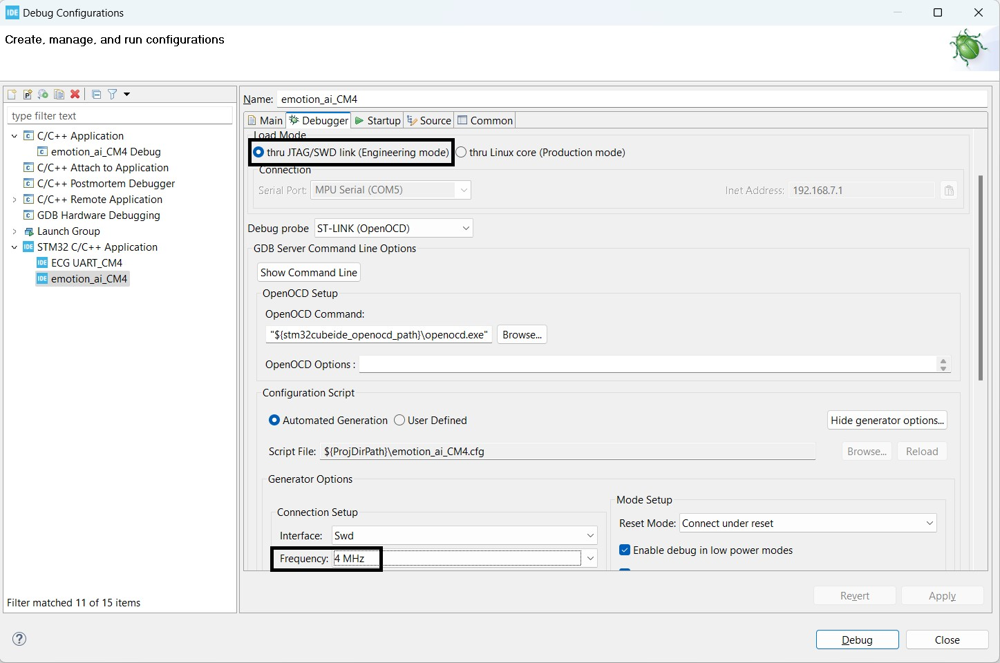 IDE Debug Configurations
Create, manage, and run configurations
type filter text
C/C++ Application
emotion_ai_CM4 Debug
C/C++ Attach to Application
C/C++ Postmortem Debugger
C/C++ Remote Application
GDB Hardware Debugging
Launch Group
IDE STM32 C/C++ Application
IDE ECG UART_CM4
IDE emotion_ai_CM4
Filter matched 11 of 15 items
Name: emotion_ai_CM4
Main Debugger Startup Source Common
Load Mode
thru JTAG/SWD link (Engineering mode) thru Linux core (Production mode)
Connection
Serial Port: MPU Serial (COM5) Inet Address: 192.168.7.1
Debug probe ST-LINK (OpenOCD)
GDB Server Command Line Options
Show Command Line
OpenOCD Setup
OpenOCD Command:
"${stm32cubeide_openocd_path}\openocd.exe" Browse...
OpenOCD Options :
Configuration Script
Automated Generation User Defined Hide generator options...
Script File: ${ProjDirPath}\emotion_ai_CM4.cfg Browse... Reload
Generator Options
Connection Setup
Interface: Swd
Frequency: 4 MHz
Mode Setup
Reset Mode: Connect under reset
Enable debug in low power modes
Revert Apply
Debug Close